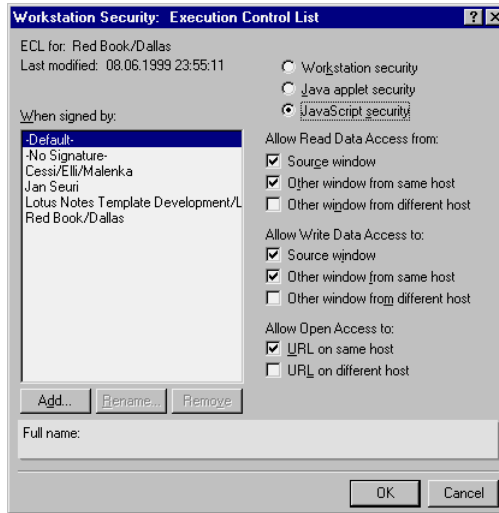 Workstation Security: Execution Control List
ECL for: Red Book/Dallas
Last modified: 08.06.1999 23:55:11
Workstation security
Java applet security
JavaScript security
When signed by:
-Default-
-No Signature-
Cessi/Elli/Malenka
Jan Seuri
Lotus Notes Template Development/L
Red Book/Dallas
Allow Read Data Access from:
Source window
Other window from same host
Other window from different host
Allow Write Data Access to:
Source window
Other window from same host
Other window from different host
Allow Open Access to:
URL on same host
URL on different host
Add... Rename... Remove
Full name:
OK Cancel